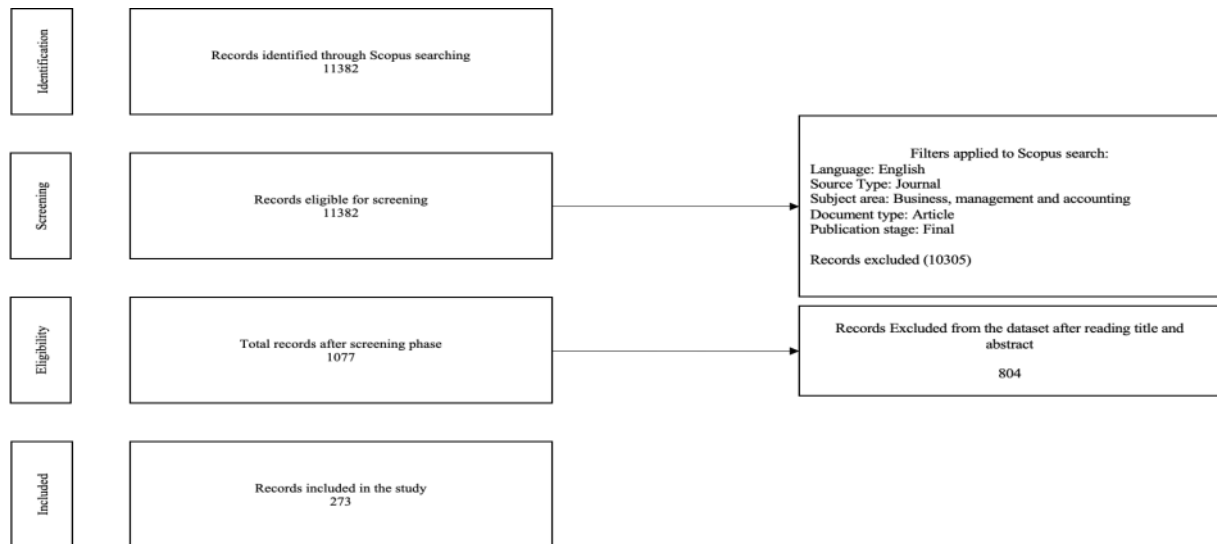 Identification
Records identified through Scopus searching
11382
Screening
Records eligible for screening
11382
Filters applied to Scopus search:
Language: English
Source Type: Journal
Subject area: Business, management and accounting
Document type: Article
Publication stage: Final
Records excluded (10305)
Eligibility
Total records after screening phase
1077
Records Excluded from the dataset after reading title and
abstract
804
Included
Records included in the study
273